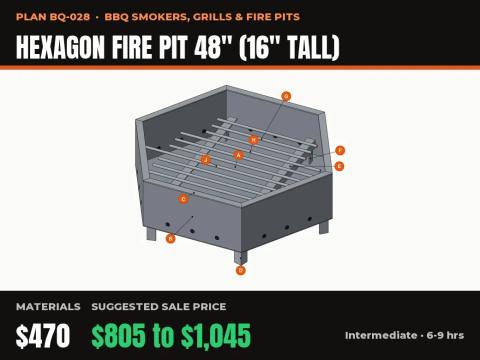 PLAN BQ-028 · BBQ SMOKERS, GRILLS & FIRE PITS
HEXAGON FIRE PIT 48" (16" TALL)
G
H
F
A
J
E
C
B
D
MATERIALS SUGGESTED SALE PRICE
$470 $805 to $1,045
Intermediate · 6-9 hrs